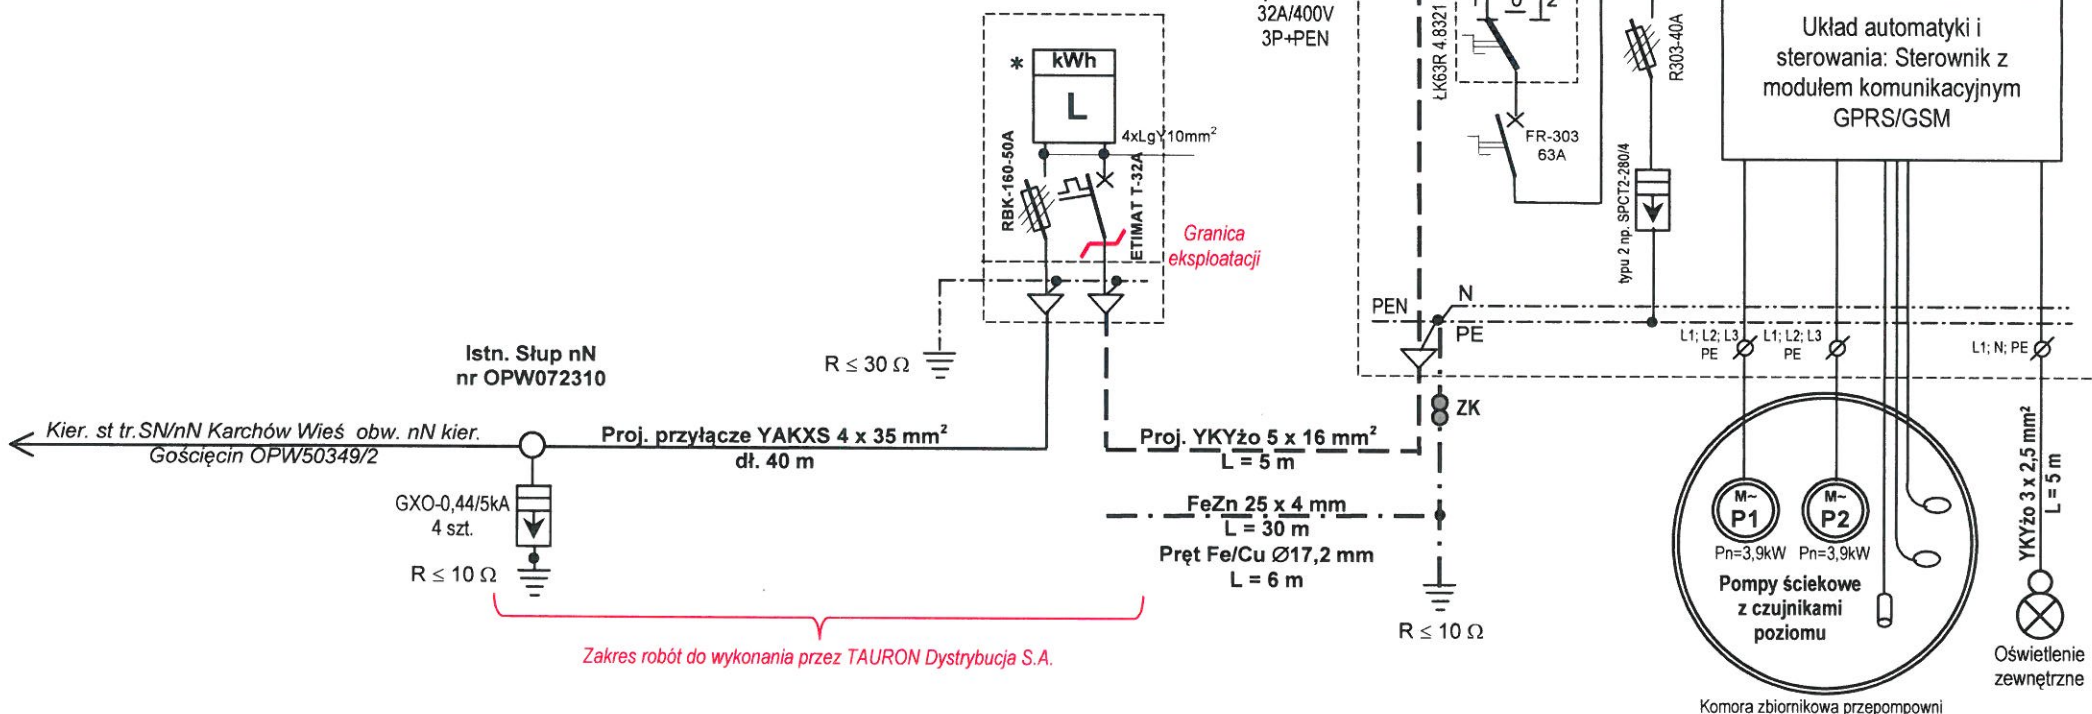 32A/400V
3P+PEN
ŁK63R 4.8321
0
2
R303-40A
Układ automatyki i
sterowania: Sterownik z
modułem komunikacyjnym
GPRS/GSM
* kWh
L
4xLgY10mm²
RBK-160-50A
ETIMAT T-32A
FR-303
63A
typu 2 np. SPCT2-280/4
Granica
eksploatacji
PEN
N
PE
L1; L2; L3
PE
L1; L2; L3
PE
L1; N; PE
Istn. Słup nN
nr OPW072310
R ≤ 30 Ω
ZK
Kier. st tr.SN/nN Karchów Wieś obw. nN kier.
Gościęcin OPW50349/2
Proj. przyłącze YAKXS 4 x 35 mm²
dł. 40 m
Proj. YKYżo 5 x 16 mm²
L = 5 m
GXO-0,44/5kA
4 szt.
R ≤ 10 Ω
FeZn 25 x 4 mm
L = 30 m
Pręt Fe/Cu Ø17,2 mm
L = 6 m
R ≤ 10 Ω
M~
P1
Pn=3,9kW
M~
P2
Pn=3,9kW
Pompy ściekowe
z czujnikami
poziomu
YKYżo 3 x 2,5 mm²
L = 5 m
Oświetlenie
zewnętrzne
Zakres robót do wykonania przez TAURON Dystrybucja S.A.
Komora zbiornikowa przepompowni